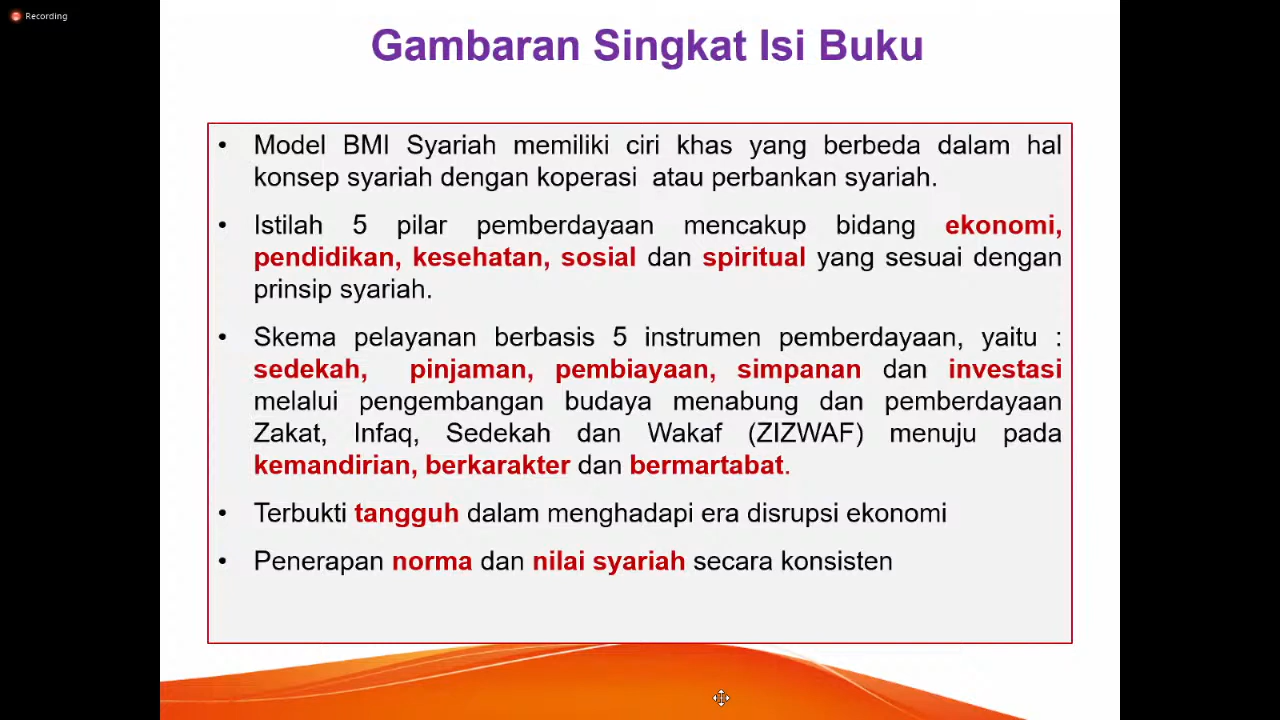 Recording
Gambaran Singkat Isi Buku
• Model BMI Syariah memiliki ciri khas yang berbeda dalam hal
konsep syariah dengan koperasi atau perbankan syariah.
• Istilah 5 pilar pemberdayaan mencakup bidang ekonomi,
pendidikan, kesehatan, sosial dan spiritual yang sesuai dengan
prinsip syariah.
• Skema pelayanan berbasis 5 instrumen pemberdayaan, yaitu :
sedekah, pinjaman, pembiayaan, simpanan dan investasi
melalui pengembangan budaya menabung dan pemberdayaan
Zakat, Infaq, Sedekah dan Wakaf (ZIZWAF) menuju pada
kemandirian, berkarakter dan bermartabat.
• Terbukti tangguh dalam menghadapi era disrupsi ekonomi
• Penerapan norma dan nilai syariah secara konsisten